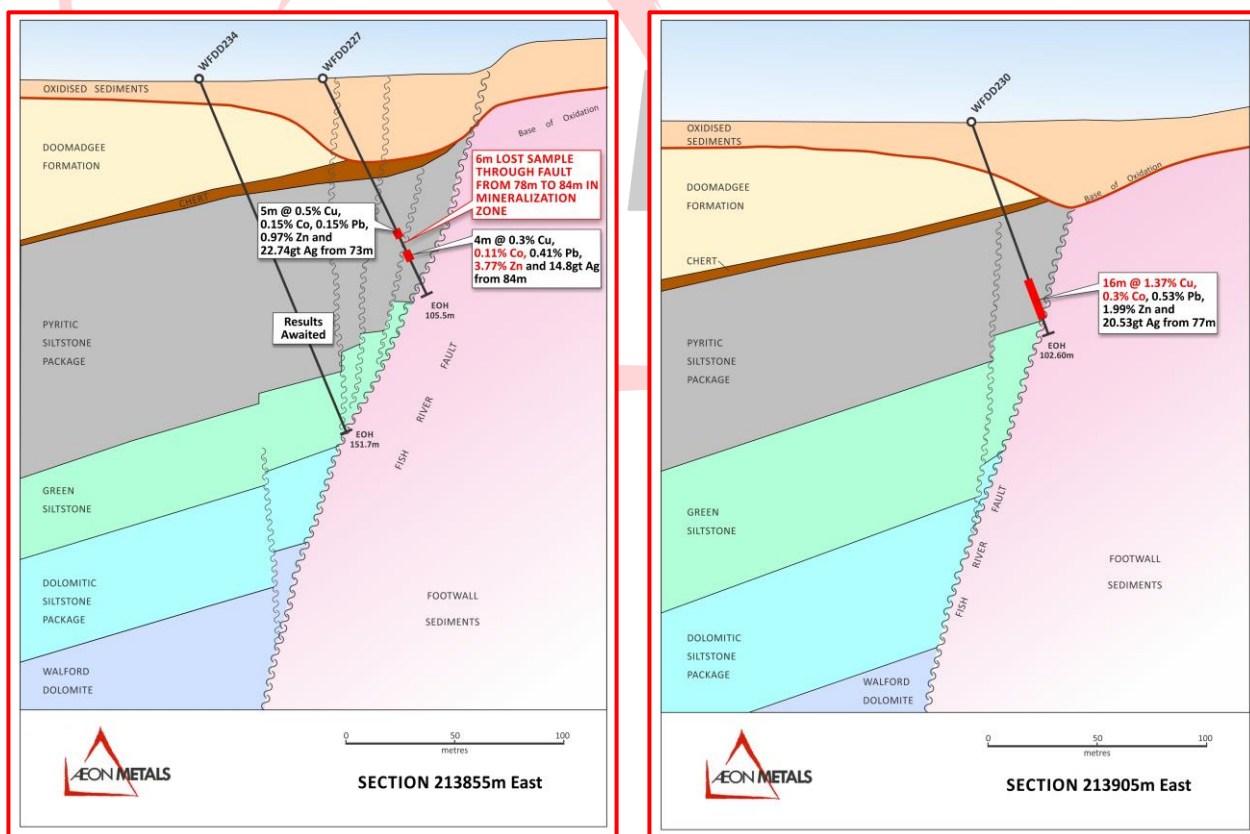 WFDD234
WFDD227
OXIDISED SEDIMENTS
Base of Oxidation
DOOMADGEE
FORMATION
CHERT
6m LOST SAMPLE
THROUGH FAULT
FROM 78m TO 84m IN
MINERALIZATION
ZONE
5m @ 0.5% Cu,
0.15% Co, 0.15% Pb,
0.97% Zn and
22.74gt Ag from 73m
4m @ 0.3% Cu,
0.11% Co, 0.41% Pb,
3.77% Zn and 14.8gt Ag
from 84m
EOH
105.5m
Results
Awaited
PYRITIC
SILTSTONE
PACKAGE
FISH RIVER FAULT
EOH
151.7m
GREEN
SILTSTONE
DOLOMITIC
SILTSTONE
PACKAGE
FOOTWALL
SEDIMENTS
WALFORD
DOLOMITE
ÆON METALS
0 50 100
metres
SECTION 213855m East
WFDD230
OXIDISED
SEDIMENTS
Base of Oxidation
DOOMADGEE
FORMATION
CHERT
16m @ 1.37% Cu,
0.3% Co, 0.53% Pb,
1.99% Zn and
20.53gt Ag from 77m
EOH
102.60m
PYRITIC
SILTSTONE
PACKAGE
GREEN
SILTSTONE
FISH RIVER FAULT
FOOTWALL
SEDIMENTS
DOLOMITIC
SILTSTONE
PACKAGE
WALFORD
DOLOMITE
ÆON METALS
0 50 100
metres
SECTION 213905m East